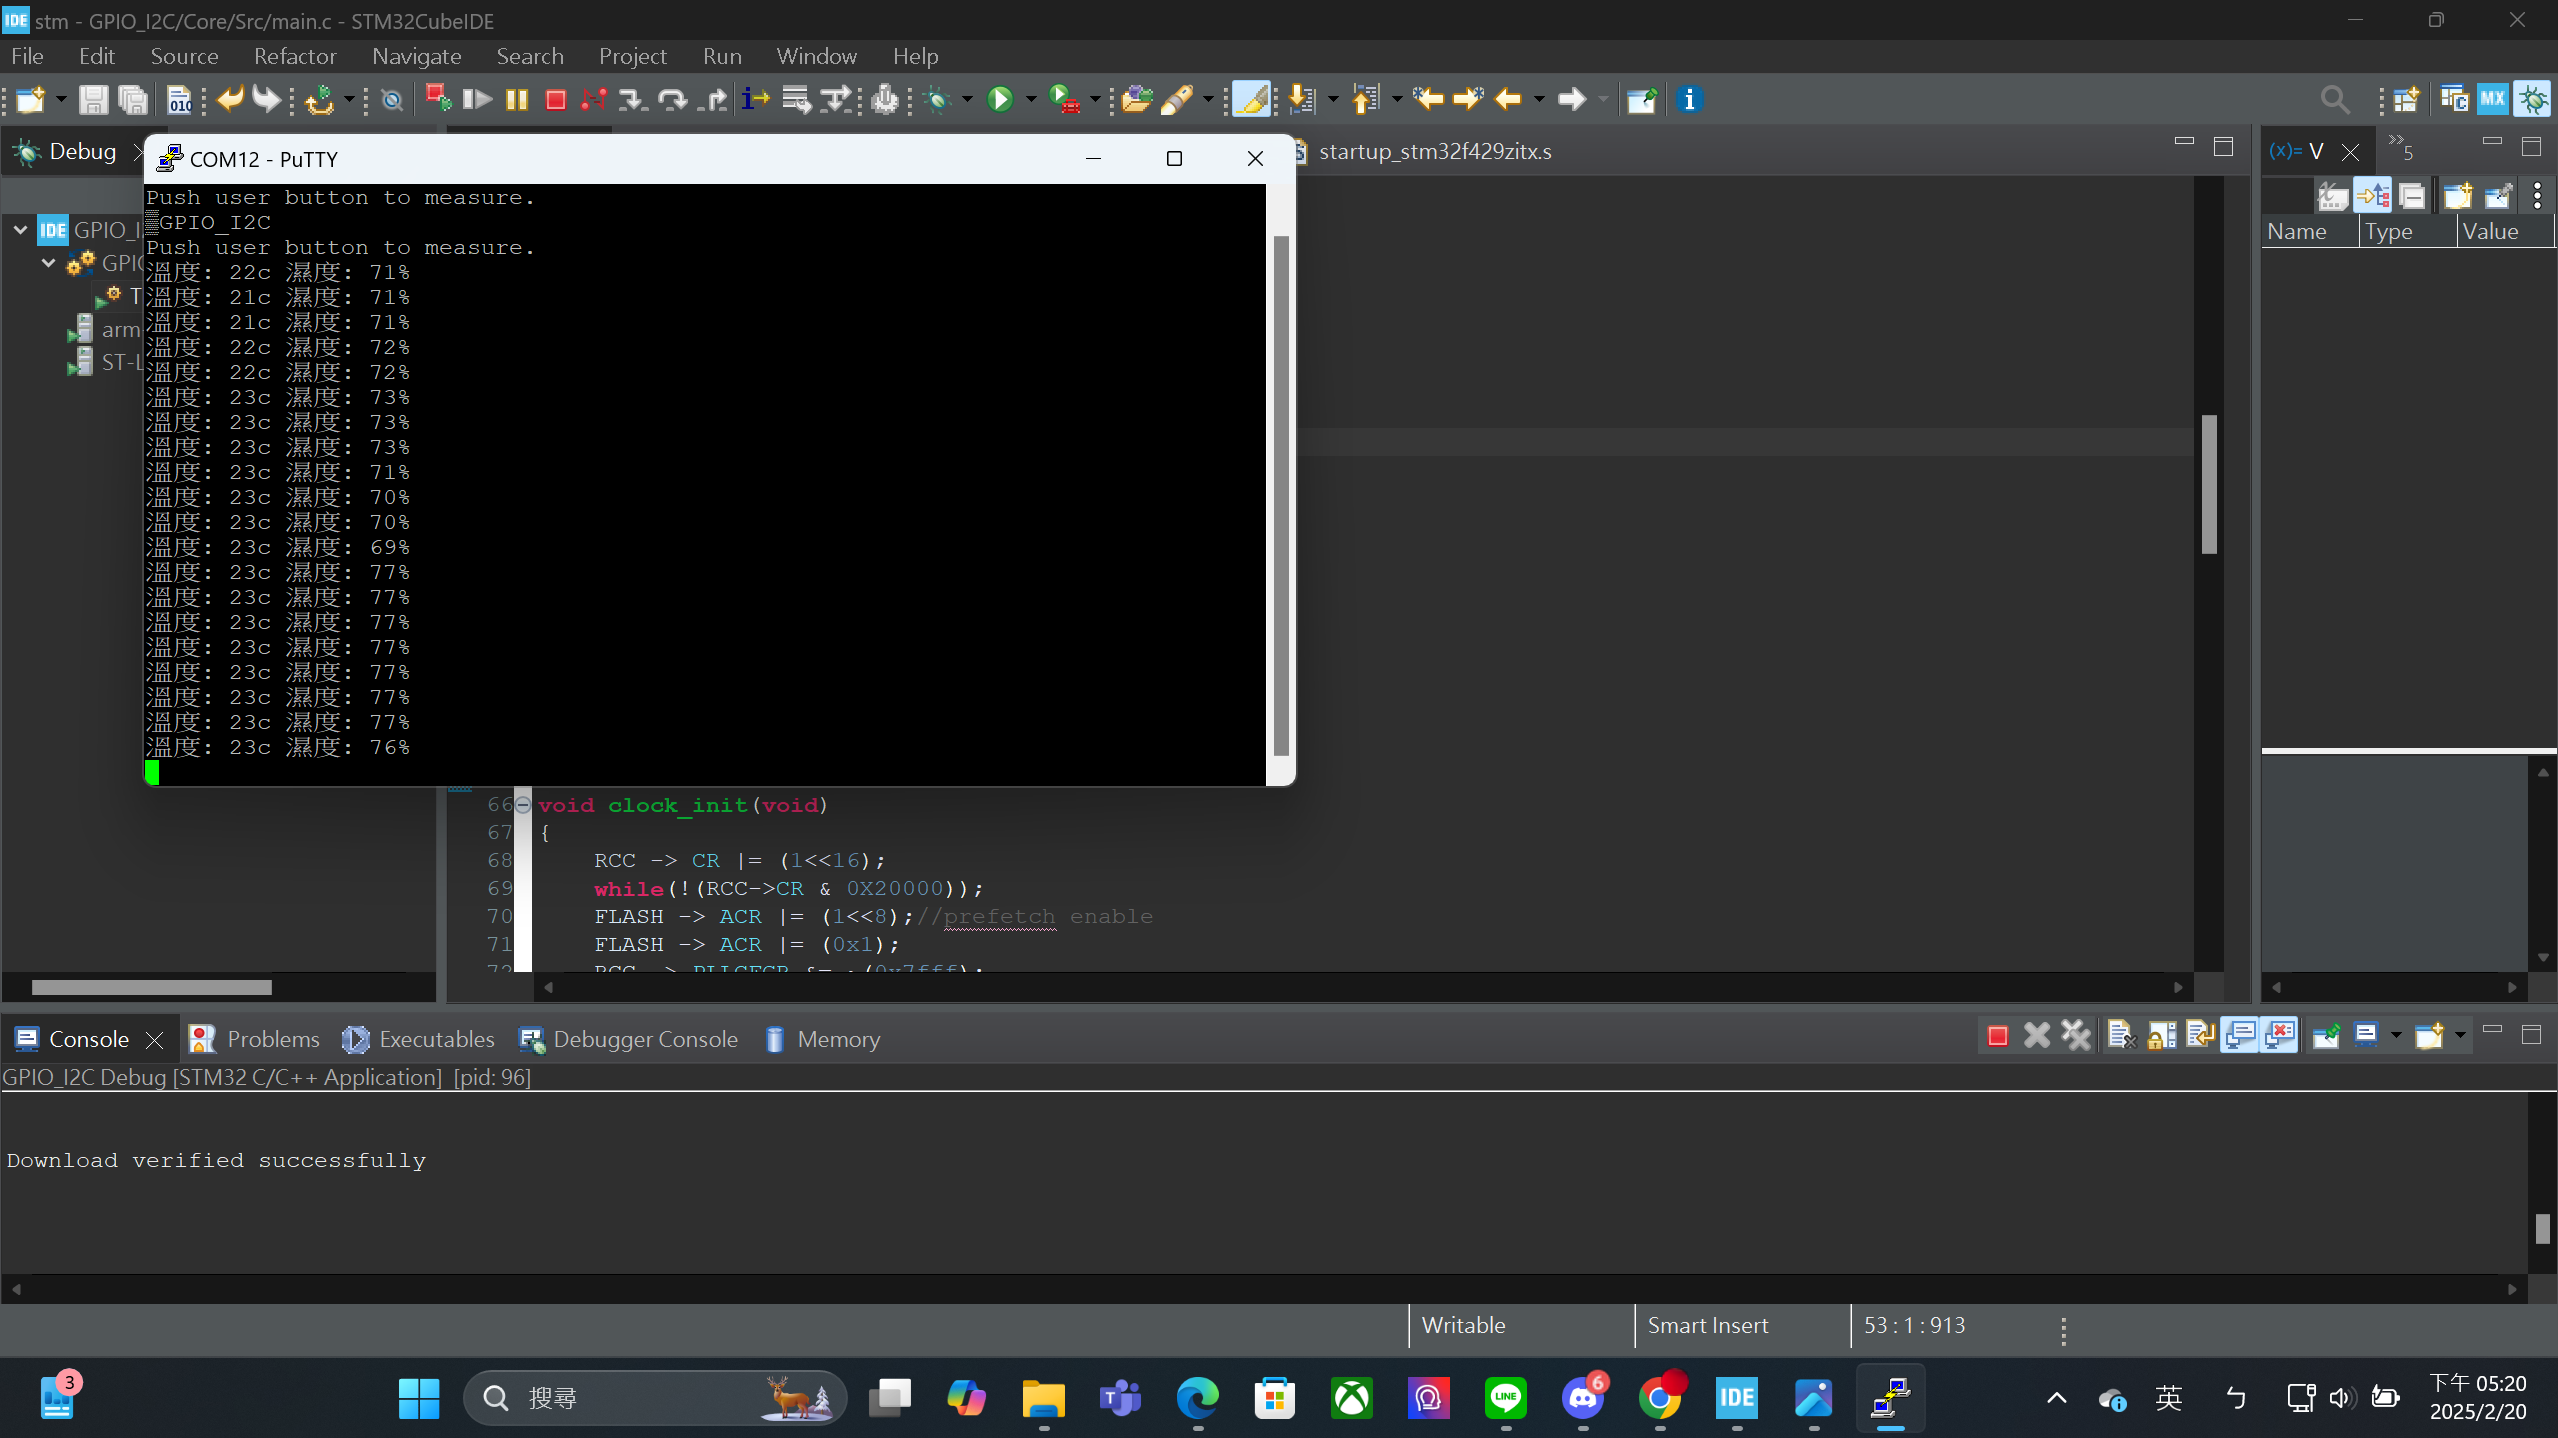 IDE stm - GPIO_I2C/Core/Src/main.c - STM32CubeIDE
File Edit Source Refactor Navigate Search Project Run Window Help
010
MX
Debug
COM12 - PuTTY
startup_stm32f429zitx.s
(x)= V
»5
Name Type Value
IDE GPIO_I
GPIO
T
arm
ST-L
Push user button to measure.
GPIO_I2C
Push user button to measure.
溫度: 22c 濕度: 71%
溫度: 21c 濕度: 71%
溫度: 21c 濕度: 71%
溫度: 22c 濕度: 72%
溫度: 22c 濕度: 72%
溫度: 23c 濕度: 73%
溫度: 23c 濕度: 73%
溫度: 23c 濕度: 73%
溫度: 23c 濕度: 71%
溫度: 23c 濕度: 70%
溫度: 23c 濕度: 70%
溫度: 23c 濕度: 69%
溫度: 23c 濕度: 77%
溫度: 23c 濕度: 77%
溫度: 23c 濕度: 77%
溫度: 23c 濕度: 77%
溫度: 23c 濕度: 77%
溫度: 23c 濕度: 77%
溫度: 23c 濕度: 77%
溫度: 23c 濕度: 76%
66 void clock_init(void)
67 {
68 RCC -> CR |= (1<<16);
69 while(!(RCC->CR & 0X20000));
70 FLASH -> ACR |= (1<<8);//prefetch enable
71 FLASH -> ACR |= (0x1);
72 RCC -> PLLCFGR &= ~(0x7fff);
Console Problems Executables Debugger Console Memory
GPIO_I2C Debug [STM32 C/C++ Application] [pid: 96]
Download verified successfully
Writable Smart Insert 53 : 1 : 913
3
搜尋
LINE
6
IDE
英
ㄅ
下午 05:20
2025/2/20